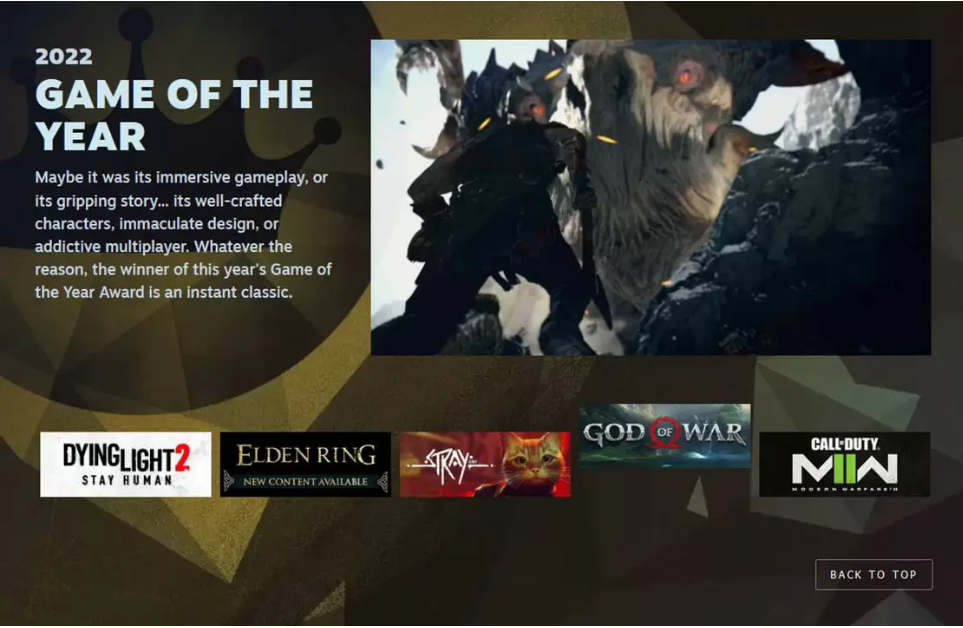 2022
GAME OF THE
YEAR
Maybe it was its immersive gameplay, or
its gripping story... its well-crafted
characters, immaculate design, or
addictive multiplayer. Whatever the
reason, the winner of this year's Game of
the Year Award is an instant classic.
DYING LIGHT 2
STAY HUMAN
ELDEN RING
NEW CONTENT AVAILABLE
STRAY
GOD OF WAR
CALL OF DUTY
MWII
MODERN WARFARE II
BACK TO TOP